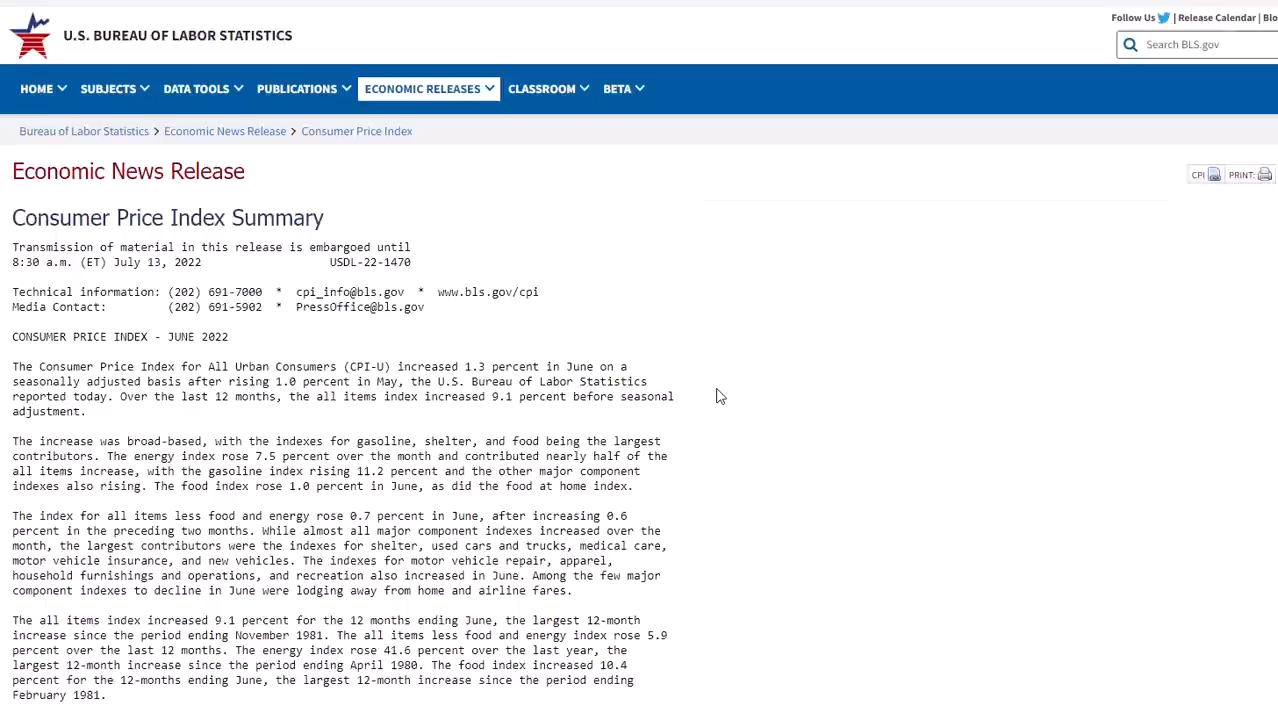 Follow Us | Release Calendar | Blo
U.S. BUREAU OF LABOR STATISTICS
Search BLS.gov
HOME SUBJECTS DATA TOOLS PUBLICATIONS ECONOMIC RELEASES CLASSROOM BETA
Bureau of Labor Statistics > Economic News Release > Consumer Price Index
Economic News Release
CPI PRINT:
Consumer Price Index Summary
Transmission of material in this release is embargoed until
8:30 a.m. (ET) July 13, 2022 USDL-22-1470
Technical information: (202) 691-7000 * cpi_info@bls.gov * www.bls.gov/cpi
Media Contact: (202) 691-5902 * PressOffice@bls.gov
CONSUMER PRICE INDEX - JUNE 2022
The Consumer Price Index for All Urban Consumers (CPI-U) increased 1.3 percent in June on a
seasonally adjusted basis after rising 1.0 percent in May, the U.S. Bureau of Labor Statistics
reported today. Over the last 12 months, the all items index increased 9.1 percent before seasonal
adjustment.
The increase was broad-based, with the indexes for gasoline, shelter, and food being the largest
contributors. The energy index rose 7.5 percent over the month and contributed nearly half of the
all items increase, with the gasoline index rising 11.2 percent and the other major component
indexes also rising. The food index rose 1.0 percent in June, as did the food at home index.
The index for all items less food and energy rose 0.7 percent in June, after increasing 0.6
percent in the preceding two months. While almost all major component indexes increased over the
month, the largest contributors were the indexes for shelter, used cars and trucks, medical care,
motor vehicle insurance, and new vehicles. The indexes for motor vehicle repair, apparel,
household furnishings and operations, and recreation also increased in June. Among the few major
component indexes to decline in June were lodging away from home and airline fares.
The all items index increased 9.1 percent for the 12 months ending June, the largest 12-month
increase since the period ending November 1981. The all items less food and energy index rose 5.9
percent over the last 12 months. The energy index rose 41.6 percent over the last year, the
largest 12-month increase since the period ending April 1980. The food index increased 10.4
percent for the 12-months ending June, the largest 12-month increase since the period ending
February 1981.